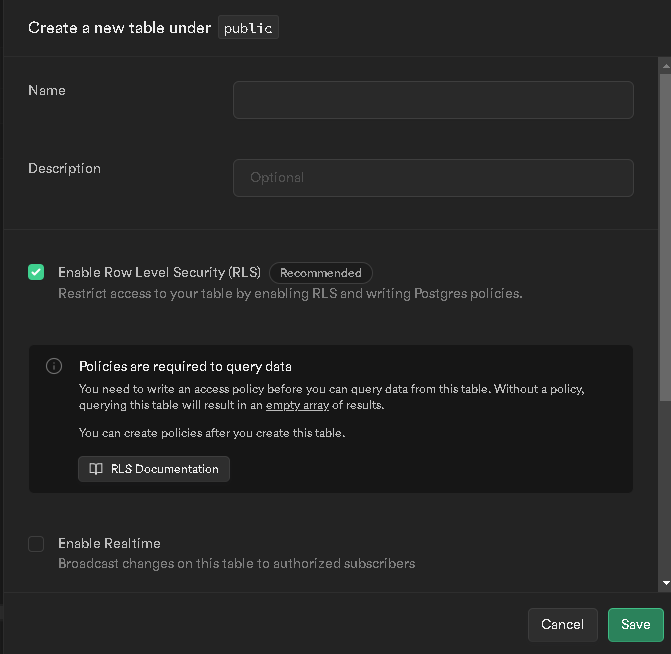 Create a new table under public
Name
Description
Optional
Enable Row Level Security (RLS) Recommended
Restrict access to your table by enabling RLS and writing Postgres policies.
Policies are required to query data
You need to write an access policy before you can query data from this table. Without a policy,
querying this table will result in an empty array of results.
You can create policies after you create this table.
RLS Documentation
Enable Realtime
Broadcast changes on this table to authorized subscribers
Cancel Save